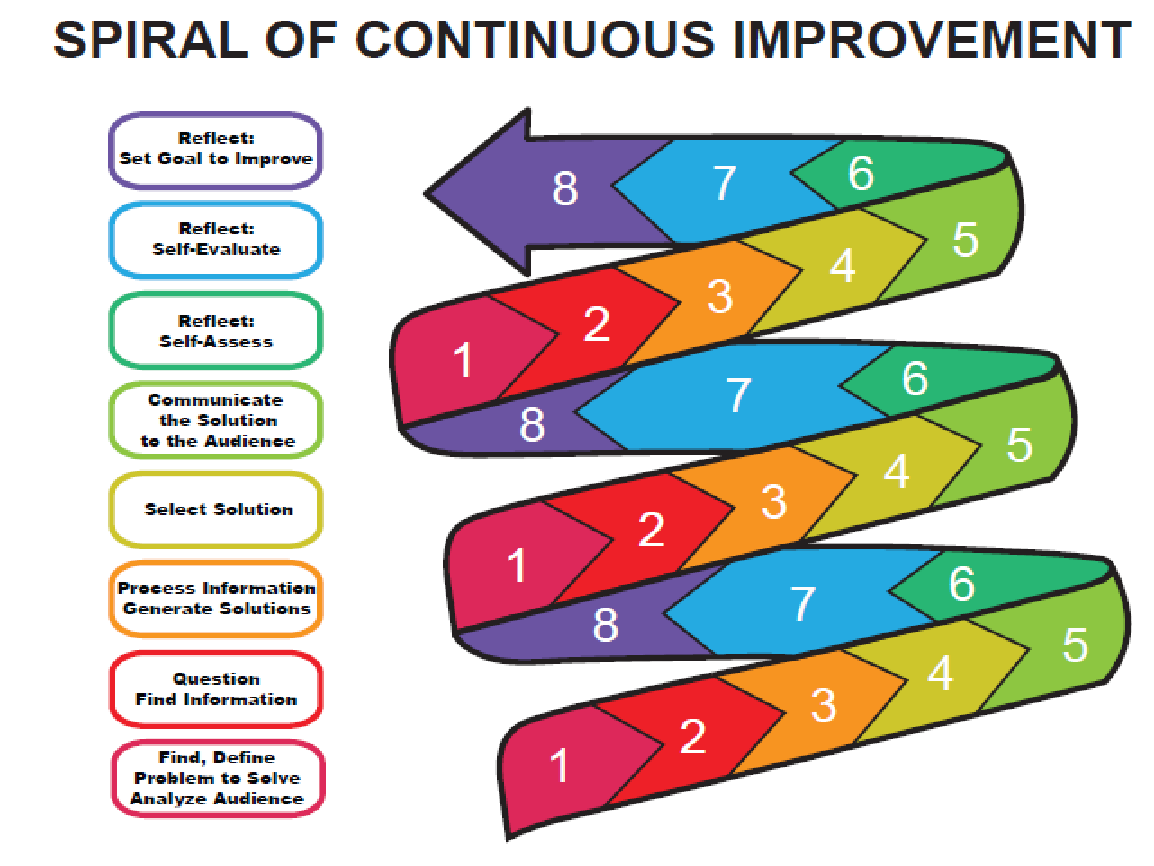 SPIRAL OF CONTINUOUS IMPROVEMENT
Reflect:
Set Goal to Improve
Reflect:
Self-Evaluate
Reflect:
Self-Assess
Communicate
the Solution
to the Audience
Select Solution
Process Information
Generate Solutions
Question
Find Information
Find, Define
Problem to Solve
Analyze Audience
8 7 6
5
4
3
2
1
8 7 6
5
4
3
2
1
8 7 6
5
4
3
2
1